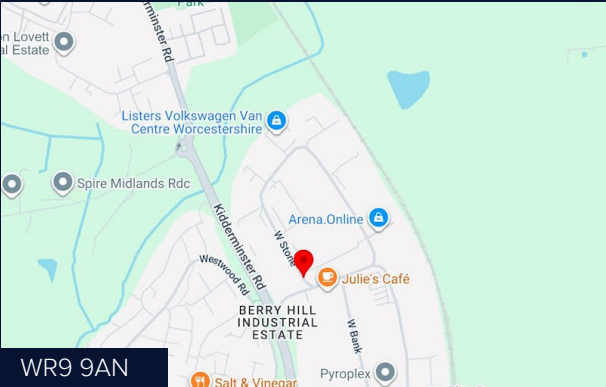 Park
on Lovett
al Estate
Kidderminster Rd
Listers Volkswagen Van
Centre Worcestershire
Spire Midlands Rdc
Kidderminster Rd
Arena.Online
W Stone
Westwood Rd
Julie's Café
BERRY HILL
INDUSTRIAL
ESTATE
W Bank
WR9 9AN
Pyroplex
Salt & Vinegar